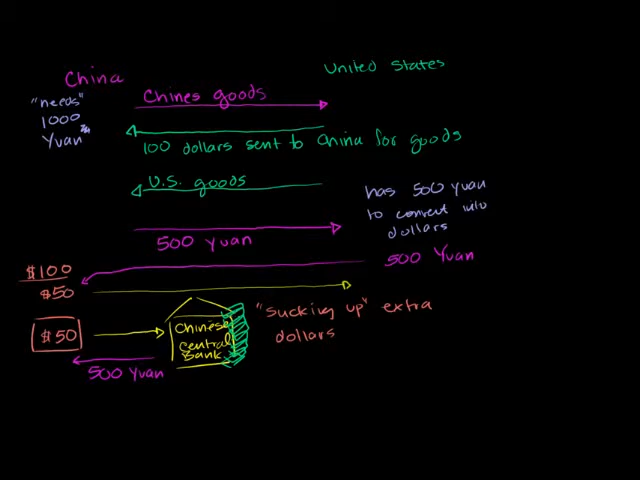 China
United States
"needs"
1000
Yuan
Chines goods
100 dollars sent to China for goods
U.S. goods
has 500 yuan
to convert into
dollars
500 yuan
500 Yuan
$100
$50
$50
Chinese
central
Bank
"sucking up" extra
dollars
500 Yuan